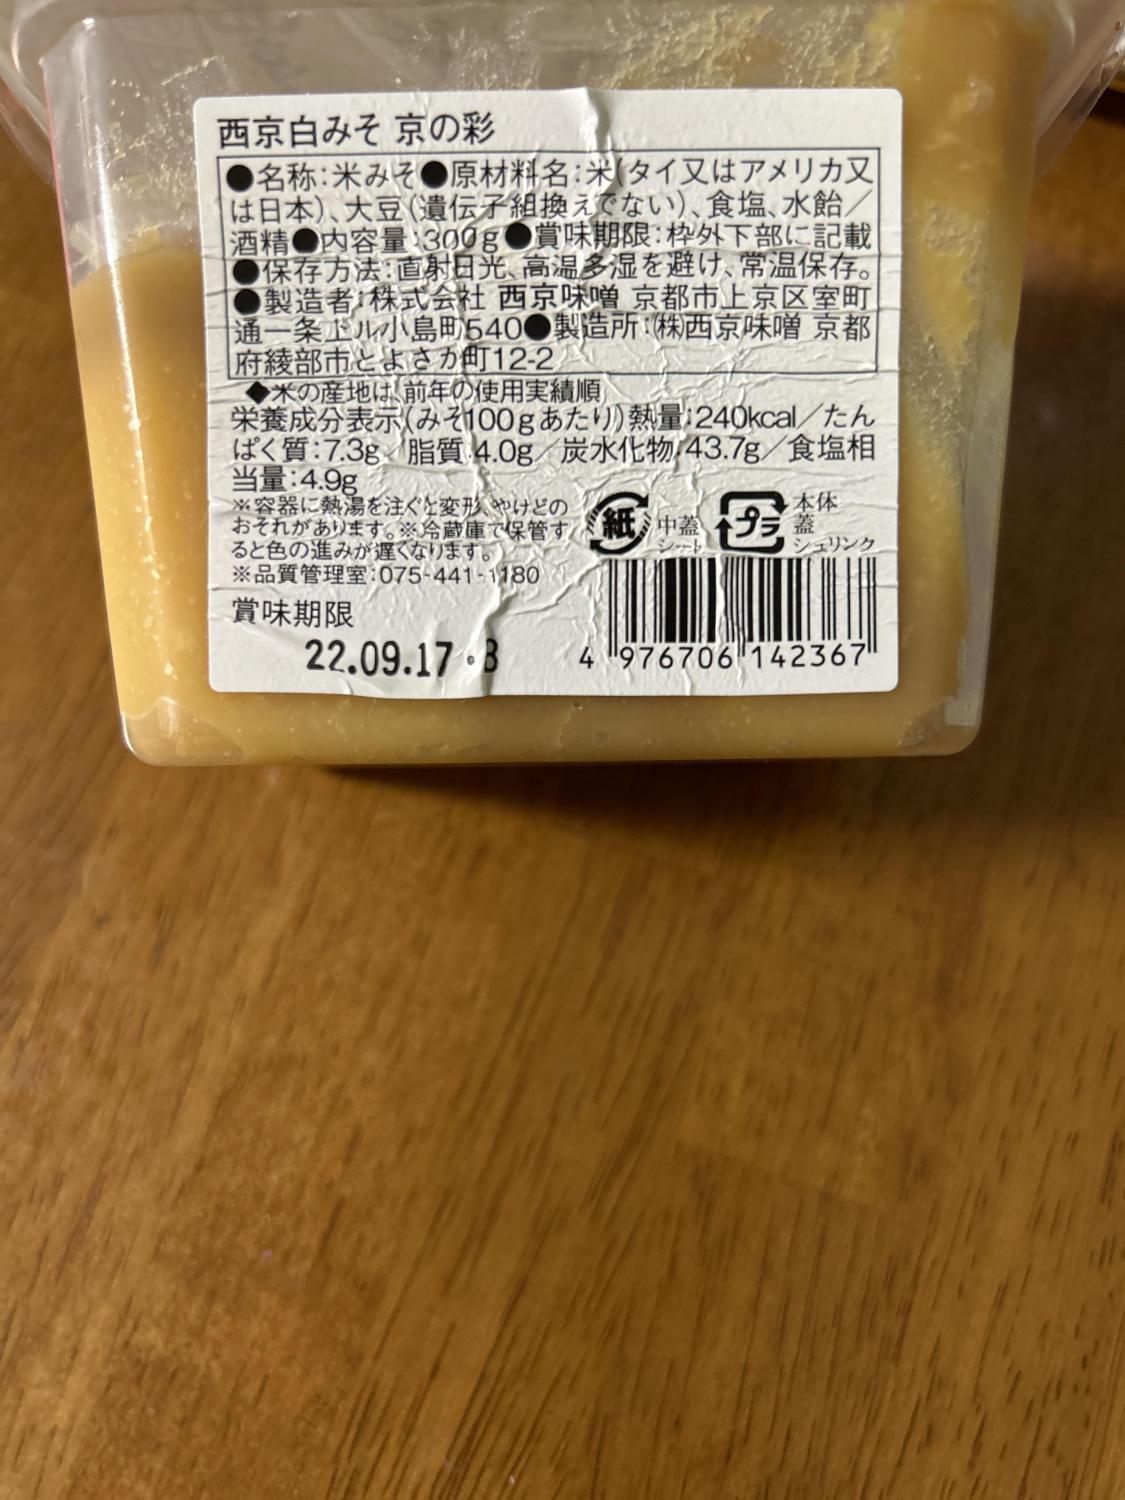 西京白みそ 京の彩
●名称:米みそ●原材料名:米(タイ又はアメリカ又
は日本)、大豆(遺伝子組換えでない)、食塩、水飴/
酒精●内容量:300g●賞味期限:枠外下部に記載
●保存方法:直射日光、高温多湿を避け、常温保存。
●製造者:株式会社 西京味噌 京都市上京区室町
通一条上ル小島町540●製造所:㈱西京味噌 京都
府綾部市とよさか町12-2
◆米の産地は、前年の使用実績順
栄養成分表示(みそ100gあたり)熱量:240kcal/たん
ぱく質:7.3g/脂質:4.0g/炭水化物:43.7g/食塩相
当量:4.9g
※容器に熱湯を注ぐと変形、やけどの
おそれがあります。※冷蔵庫で保管す
ると色の進みが遅くなります。
※品質管理室:075-441-1180
紙 中蓋
シート
プラ 本体
蓋
シュリンク
賞味期限
22.09.17・B
4 976706 142367